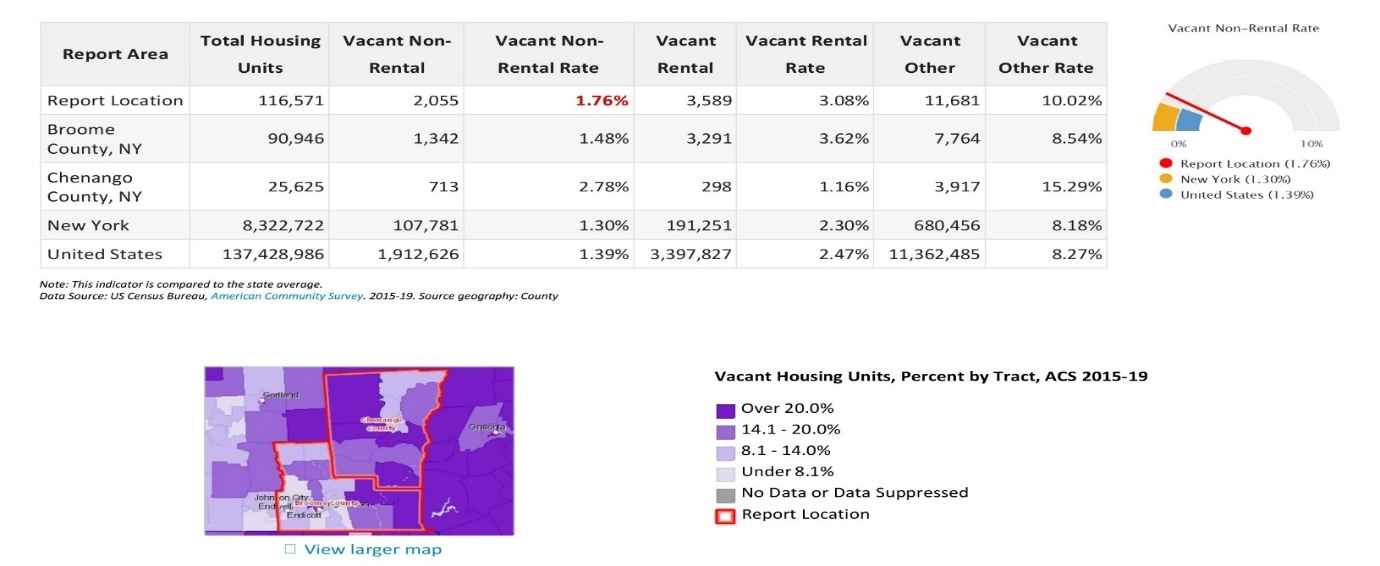 Report Area Total Housing Units Vacant Non-Rental Vacant Non-Rental Rate Vacant Rental Vacant Rental Rate Vacant Other Vacant Other Rate
Report Location 116,571 2,055 1.76% 3,589 3.08% 11,681 10.02%
Broome County, NY 90,946 1,342 1.48% 3,291 3.62% 7,764 8.54%
Chenango County, NY 25,625 713 2.78% 298 1.16% 3,917 15.29%
New York 8,322,722 107,781 1.30% 191,251 2.30% 680,456 8.18%
United States 137,428,986 1,912,626 1.39% 3,397,827 2.47% 11,362,485 8.27%
Note: This indicator is compared to the state average.
Data Source: US Census Bureau, American Community Survey. 2015-19. Source geography: County
Vacant Non-Rental Rate
0% 10%
Report Location (1.76%)
New York (1.30%)
United States (1.39%)
Cortland
Chenango
County
Oneonta
Johnson City
Endwell
Broome County
Endicott
View larger map
Vacant Housing Units, Percent by Tract, ACS 2015-19
Over 20.0%
14.1 - 20.0%
8.1 - 14.0%
Under 8.1%
No Data or Data Suppressed
Report Location